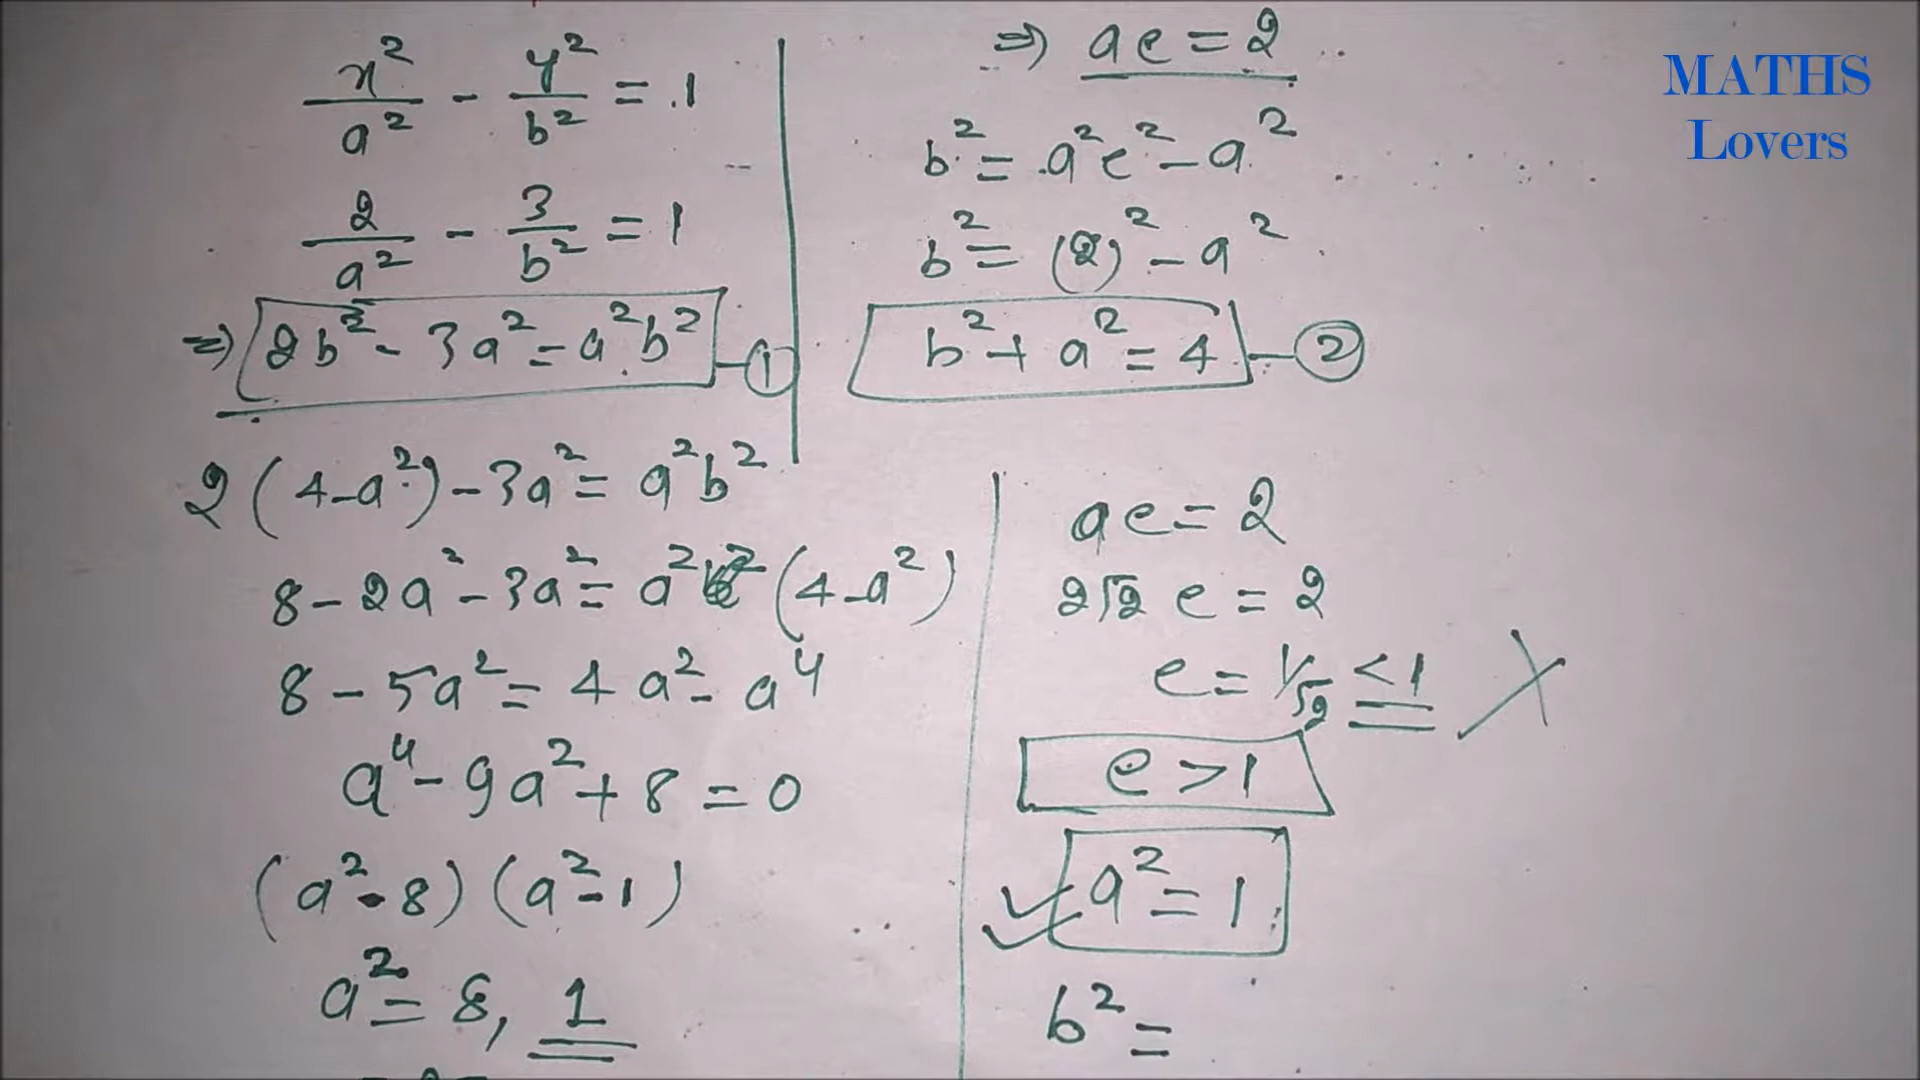 x²/a² - y²/b² = 1
2/a² - 3/b² = 1
⇒ 2b² - 3a² = a²b² - ①
⇒ ae = 2
b² = a²e² - a²
b² = (2)² - a²
b² + a² = 4 - ②
MATHS
Lovers
2(4-a²) - 3a² = a²b²
8 - 2a² - 3a² = a² (4-a²)
8 - 5a² = 4a² - a⁴
a⁴ - 9a² + 8 = 0
(a² - 8) (a² - 1)
a² = 8, 1
ae = 2
2√2 e = 2
e = 1/√2 < 1 ✗
e > 1
✓ a² = 1
b² =